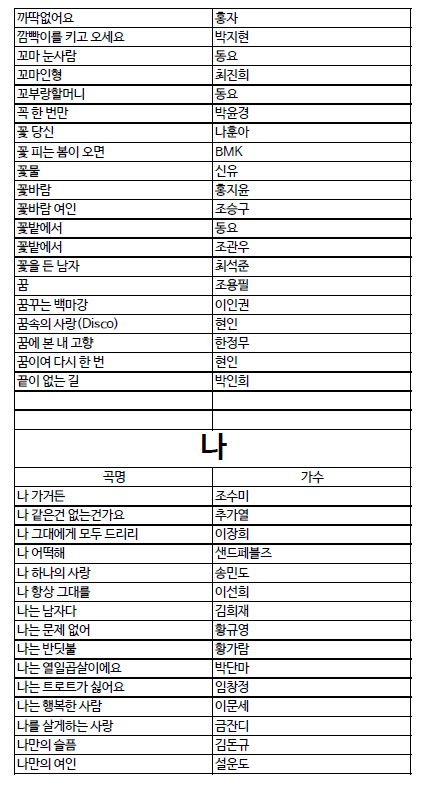 까딱없어요 홍자
깜빡이를 키고 오세요 박지현
꼬마 눈사람 동요
꼬마인형 최진희
꼬부랑할머니 동요
꼭 한 번만 박윤경
꽃 당신 나훈아
꽃 피는 봄이 오면 BMK
꽃물 신유
꽃바람 홍지윤
꽃바람 여인 조승구
꽃밭에서 동요
꽃밭에서 조관우
꽃을 든 남자 최석준
꿈 조용필
꿈꾸는 백마강 이인권
꿈속의 사랑(Disco) 현인
꿈에 본 내 고향 한정무
꿈이여 다시 한 번 현인
끝이 없는 길 박인희
나
곡명 가수
나 가거든 조수미
나 같은건 없는건가요 추가열
나 그대에게 모두 드리리 이장희
나 어떡해 샌드페블즈
나 하나의 사랑 송민도
나 항상 그대를 이선희
나는 남자다 김희재
나는 문제 없어 황규영
나는 반딧불 황가람
나는 열일곱살이에요 박단마
나는 트로트가 싫어요 임창정
나는 행복한 사람 이문세
나를 살게하는 사랑 금잔디
나만의 슬픔 김돈규
나만의 여인 설운도